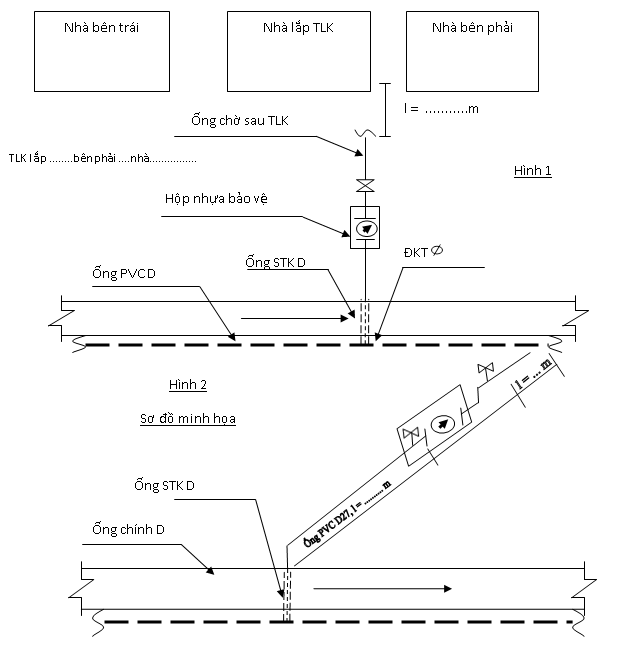 Nhà bên trái
Nhà lắp TLK
Nhà bên phải
l = ...........m
Ống chờ sau TLK
TLK lắp ........bên phải ....nhà...............
Hình 1
Hộp nhựa bảo vệ
Ống STK D
ĐKT Ø
Ống PVC D
Hình 2
Sơ đồ minh họa
l = ... m
Ống PVC D27, l = ......... m
Ống STK D
Ống chính D